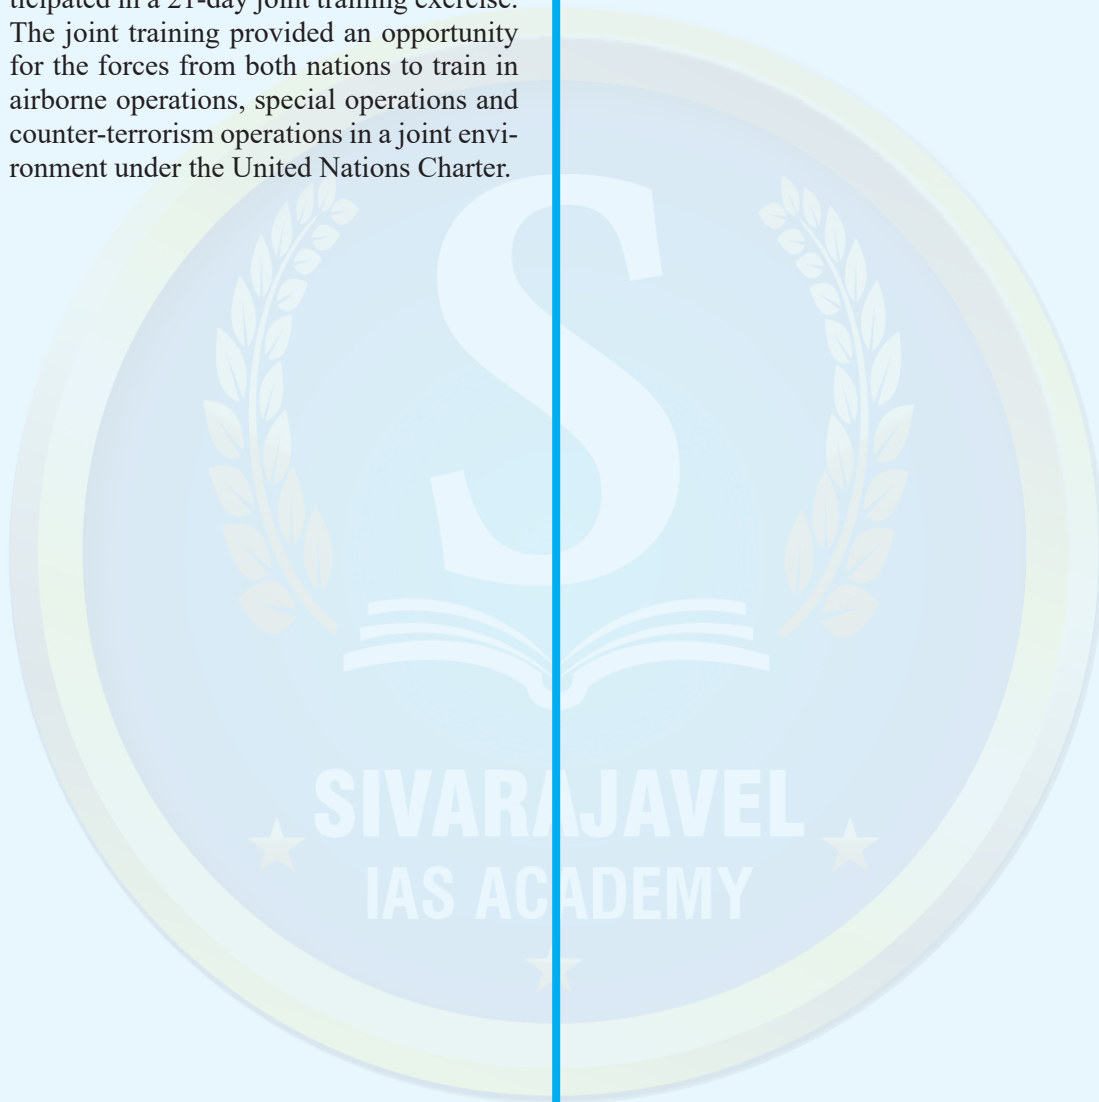 ticipated in a 21-day joint training exercise.
The joint training provided an opportunity
for the forces from both nations to train in
airborne operations, special operations and
counter-terrorism operations in a joint envi-
ronment under the United Nations Charter.
S
SIVARAJAVEL
IAS ACADEMY